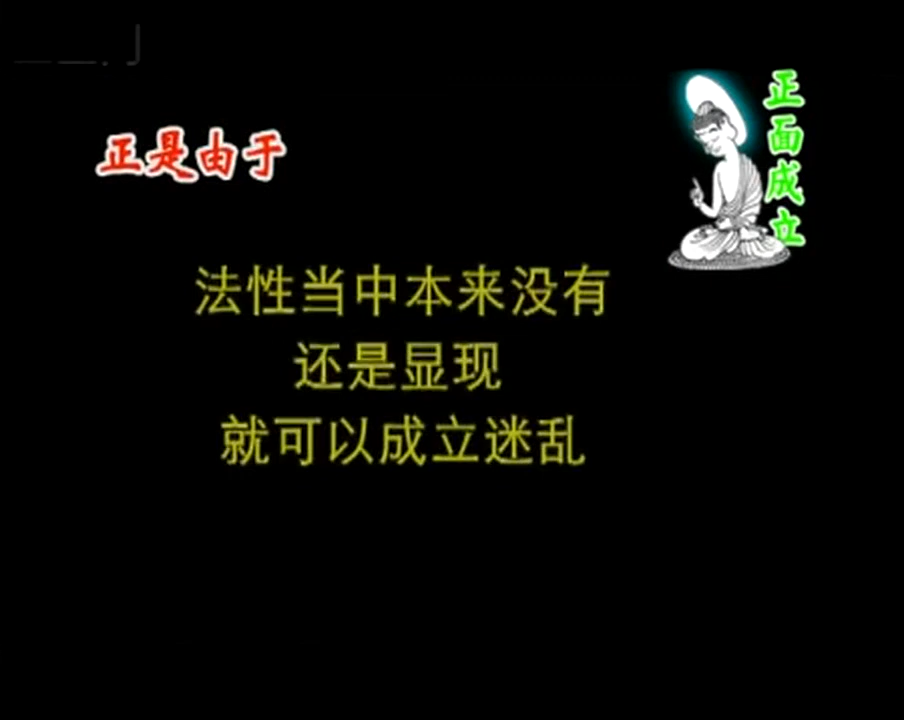 正是由于
正面成立
法性当中本来没有
还是显现
就可以成立迷乱